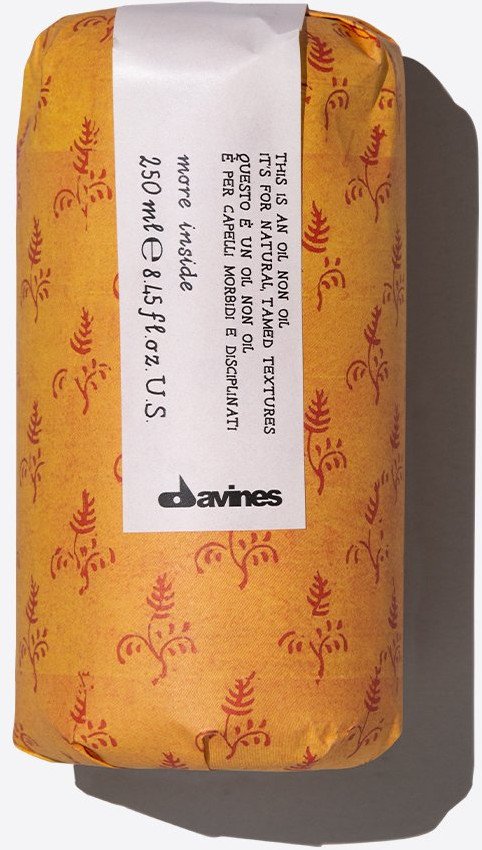 THIS IS AN OIL NON OIL
IT'S FOR NATURAL, TAMED TEXTURES
QUESTO È UN OIL NON OIL
È PER CAPELLI MORBIDI E DISCIPLINATI
more inside
250 ml e 8.45 fl.oz. U.S.
davines